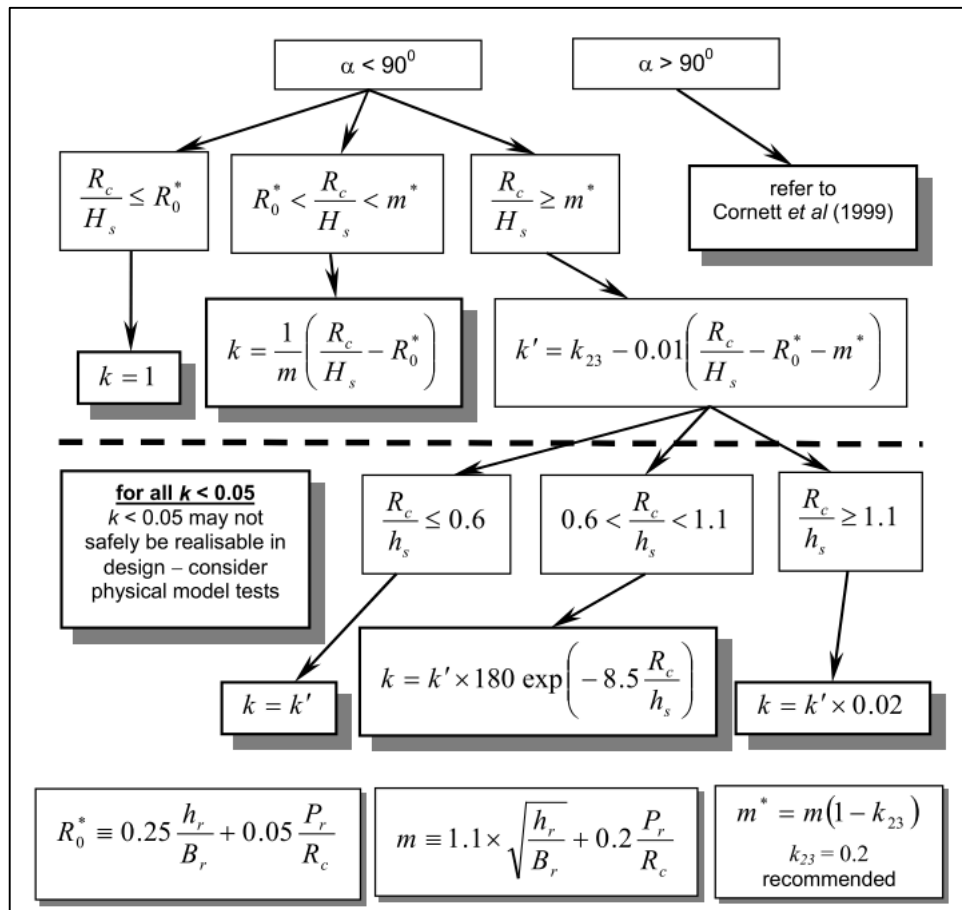 α < 90⁰
α > 90⁰
R_c/H_s ≤ R_0^*
R_0^* < R_c/H_s < m^*
R_c/H_s ≥ m^*
refer to
Cornett et al (1999)
k = 1
k = 1/m (R_c/H_s − R_0^*)
k′ = k_23 − 0.01(R_c/H_s − R_0^* − m^*)
for all k < 0.05
k < 0.05 may not
safely be realisable in
design – consider
physical model tests
R_c/h_s ≤ 0.6
0.6 < R_c/h_s < 1.1
R_c/h_s ≥ 1.1
k = k′
k = k′ × 180 exp(− 8.5 R_c/h_s)
k = k′ × 0.02
R_0^* ≡ 0.25 h_r/B_r + 0.05 P_r/R_c
m ≡ 1.1 × √(h_r/B_r) + 0.2 P_r/R_c
m^* = m(1 − k_23)
k_23 = 0.2
recommended